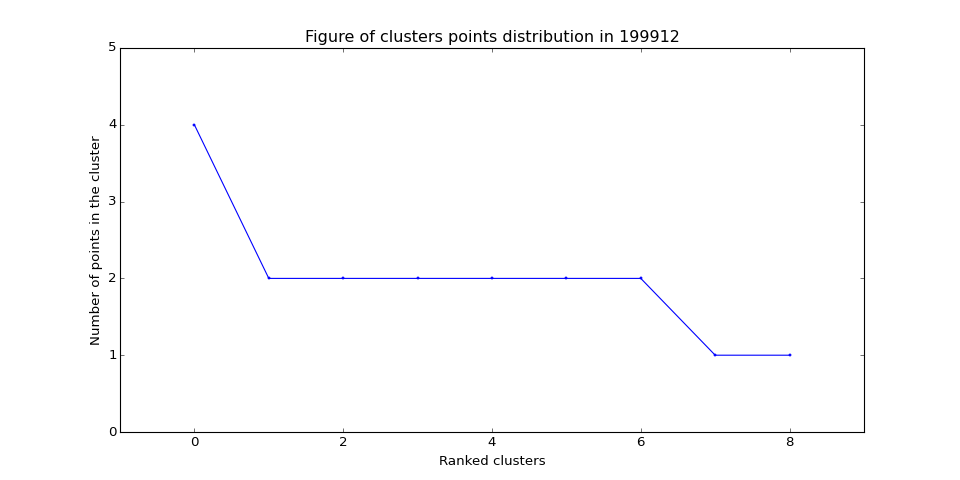 Figure of clusters points distribution in 199912
5
4
3
2
1
0
Number of points in the cluster
0 2 4 6 8
Ranked clusters